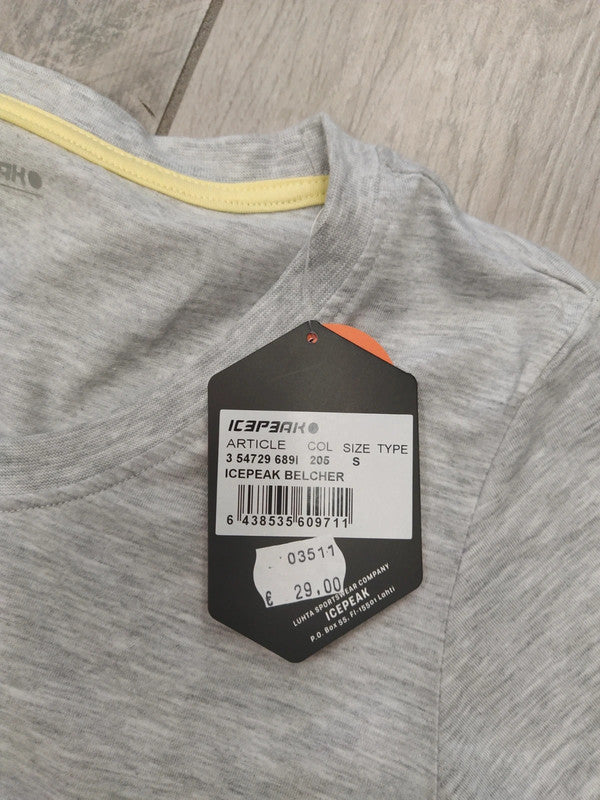 ICEPEAK
ARTICLE COL SIZE TYPE
3 54729 689I 205 S
ICEPEAK BELCHER
6 438535 609711
03511
€ 29,00
LUHTA SPORTSWEAR COMPANY
ICEPEAK
P.O. Box 55, FI-15501 Lahti